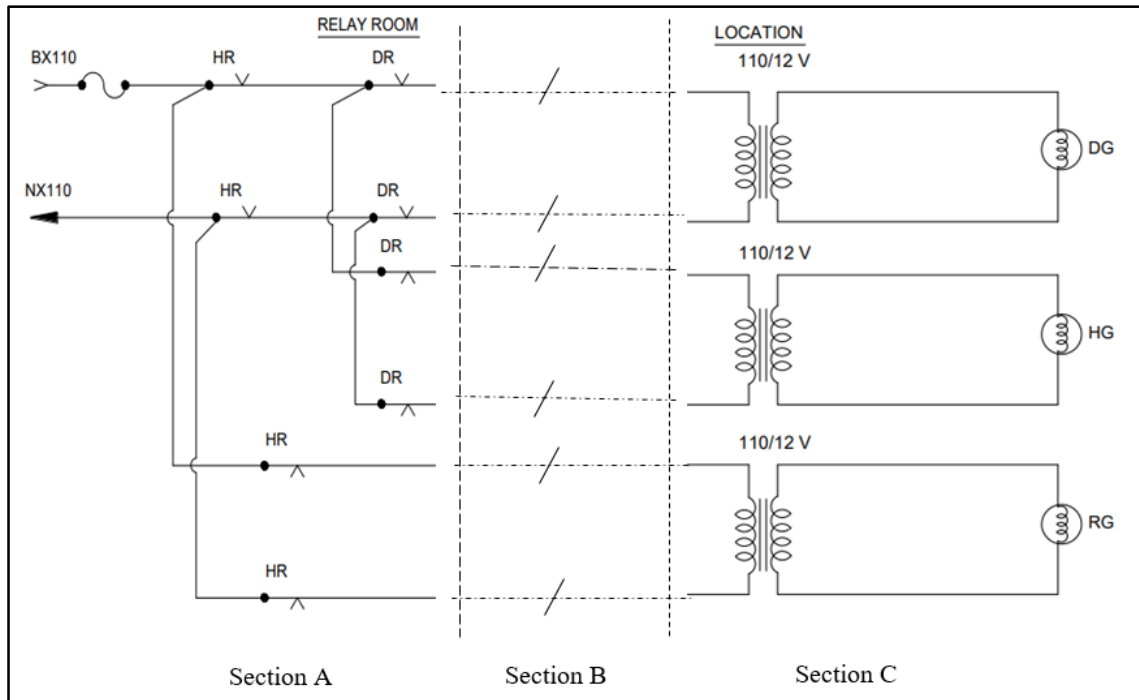 RELAY ROOM
LOCATION
BX110
HR
DR
110/12 V
DG
NX110
HR
DR
DR
110/12 V
HG
DR
HR
110/12 V
RG
HR
Section A
Section B
Section C